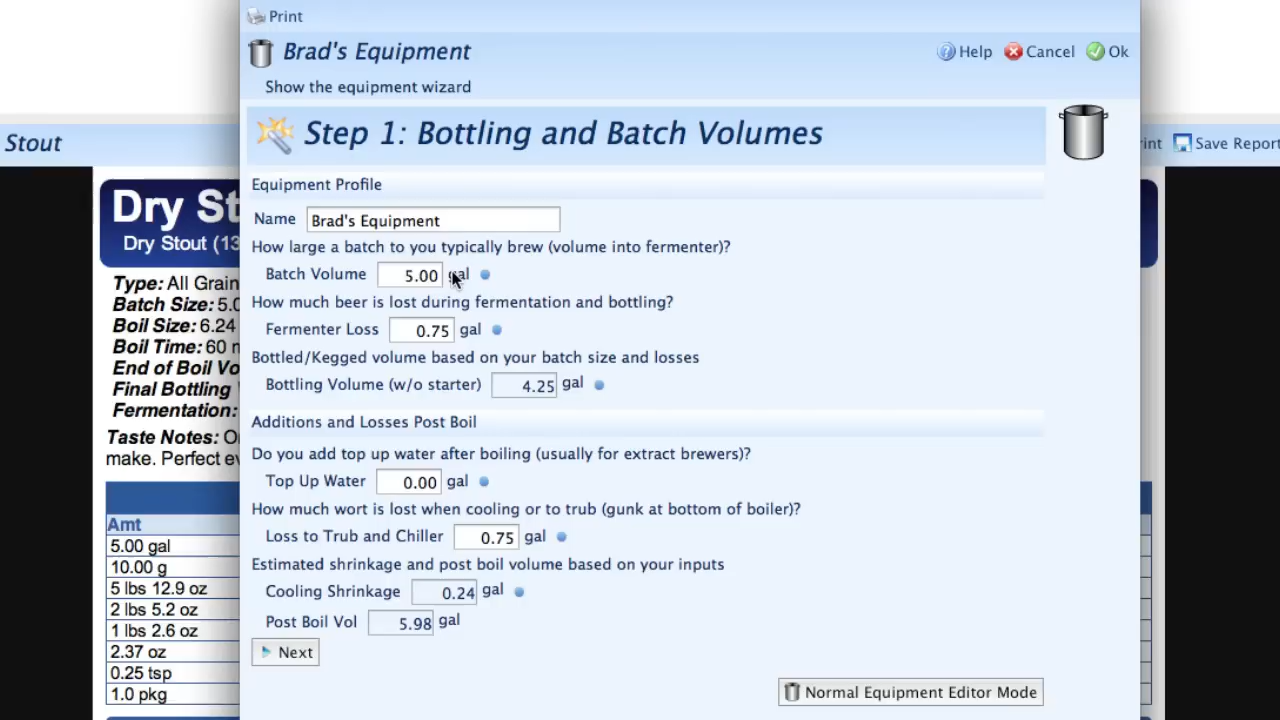 Print
Brad's Equipment
Help Cancel Ok
Show the equipment wizard
Step 1: Bottling and Batch Volumes
Equipment Profile
Name Brad's Equipment
How large a batch to you typically brew (volume into fermenter)?
Batch Volume 5.00 gal
How much beer is lost during fermentation and bottling?
Fermenter Loss 0.75 gal
Bottled/Kegged volume based on your batch size and losses
Bottling Volume (w/o starter) 4.25 gal
Additions and Losses Post Boil
Do you add top up water after boiling (usually for extract brewers)?
Top Up Water 0.00 gal
How much wort is lost when cooling or to trub (gunk at bottom of boiler)?
Loss to Trub and Chiller 0.75 gal
Estimated shrinkage and post boil volume based on your inputs
Cooling Shrinkage 0.24 gal
Post Boil Vol 5.98 gal
Next
Normal Equipment Editor Mode
Stout
Save Report
Dry St
Dry Stout (13
Type: All Grain
Batch Size: 5.0
Boil Size: 6.24
Boil Time: 60 m
End of Boil Vo
Final Bottling
Fermentation:
Taste Notes: O
make. Perfect ev
Amt
5.00 gal
10.00 g
5 lbs 12.9 oz
2 lbs 5.2 oz
1 lbs 2.6 oz
2.37 oz
0.25 tsp
1.0 pkg